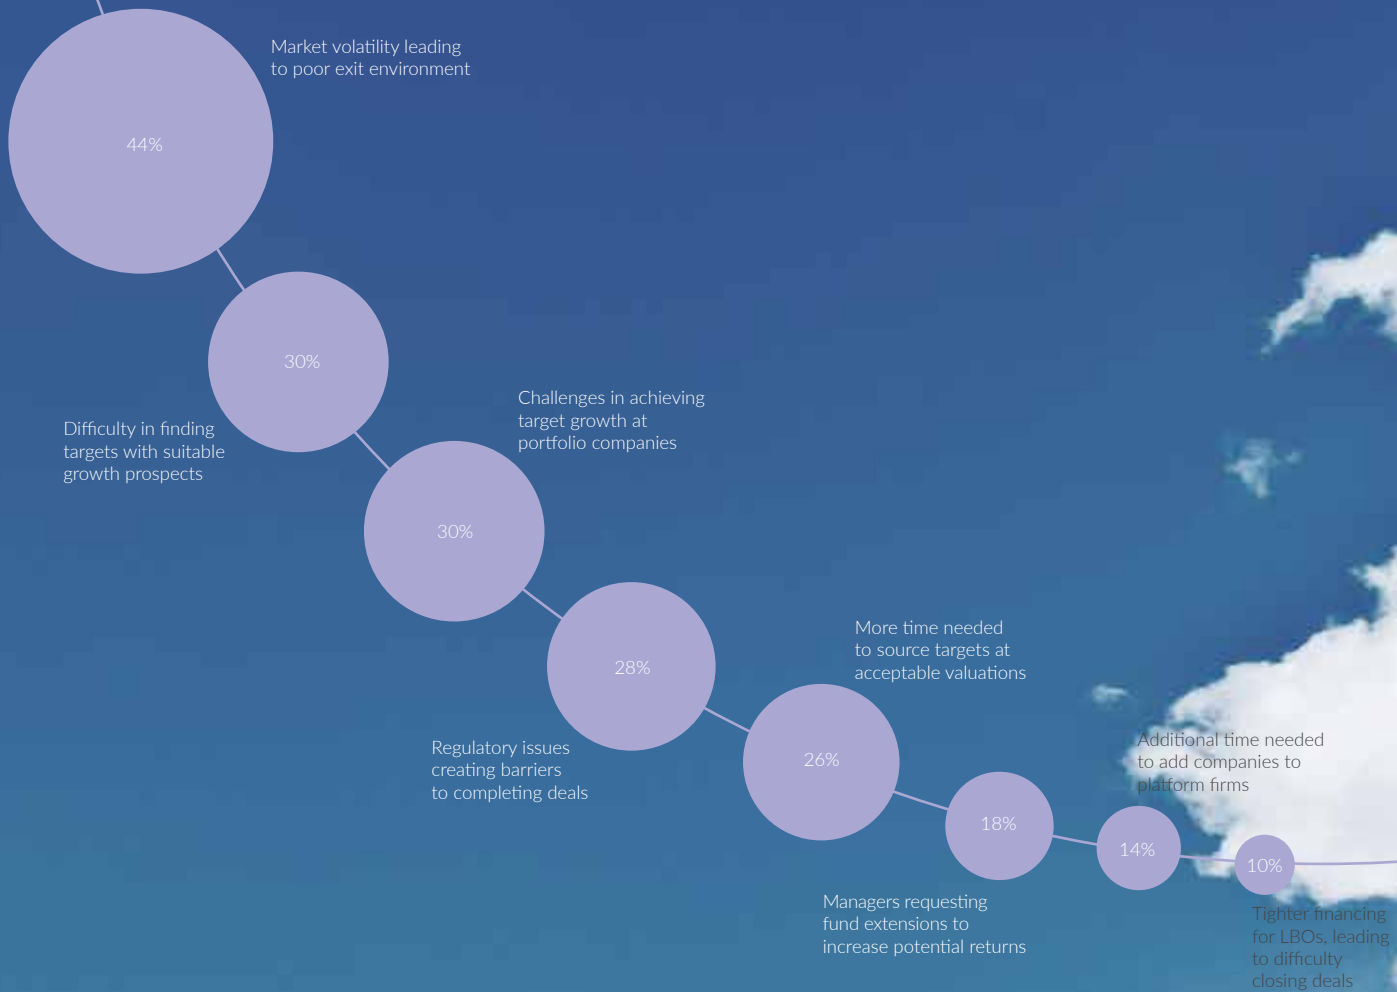 Market volatility leading
to poor exit environment
44%
30%
Difficulty in finding
targets with suitable
growth prospects
Challenges in achieving
target growth at
portfolio companies
30%
28%
Regulatory issues
creating barriers
to completing deals
More time needed
to source targets at
acceptable valuations
26%
18%
Managers requesting
fund extensions to
increase potential returns
Additional time needed
to add companies to
platform firms
14%
10%
Tighter financing
for LBOs, leading
to difficulty
closing deals